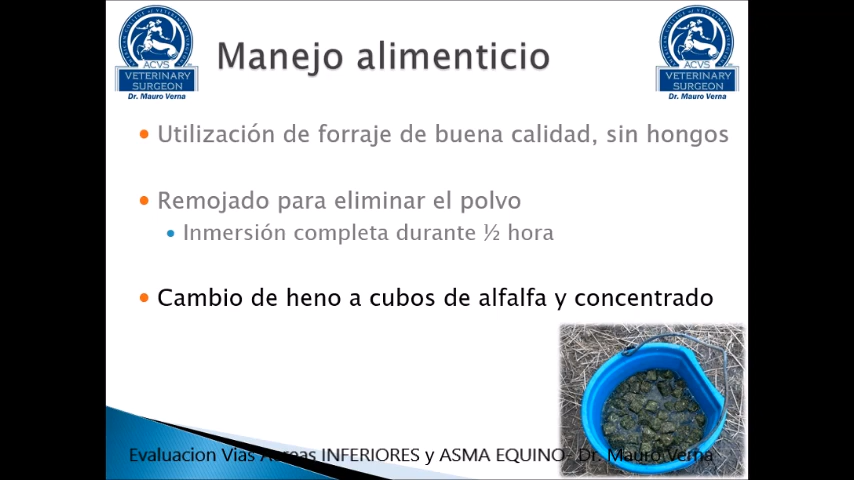 ACVS
VETERINARY
SURGEON
Dr. Mauro Verna
Manejo alimenticio
ACVS
VETERINARY
SURGEON
Dr. Mauro Verna
Utilización de forraje de buena calidad, sin hongos
Remojado para eliminar el polvo
Inmersión completa durante ½ hora
Cambio de heno a cubos de alfalfa y concentrado
Evaluacion Vias Aereas INFERIORES y ASMA EQUINO- Dr. Mauro Verna